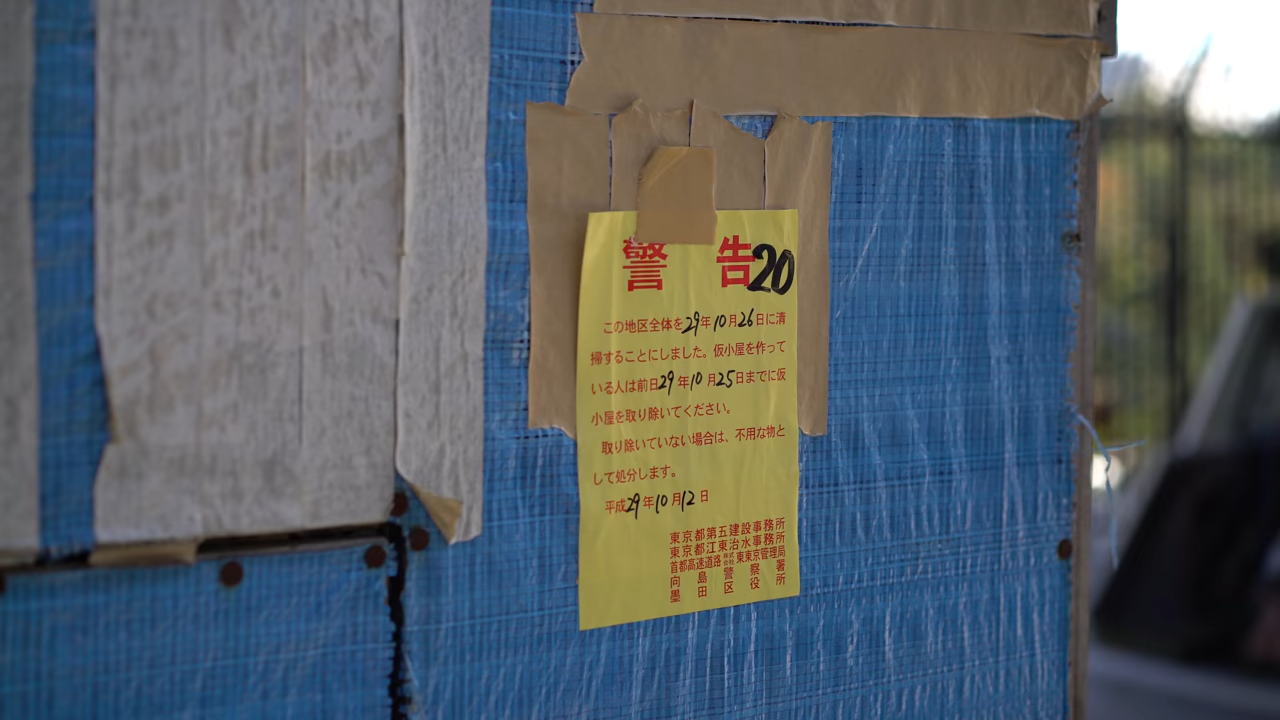 警 告 20
この地区全体を29年10月26日に清
掃することにしました。仮小屋を作って
いる人は前日29年10月25日までに仮
小屋を取り除いてください。
取り除いていない場合は、不用な物と
して処分します。
平成29年10月12日
東京都第五建設事務所
東京都江東治水事務所
首都高速道路株式会社東東京管理局
向島警察署
墨田区役所